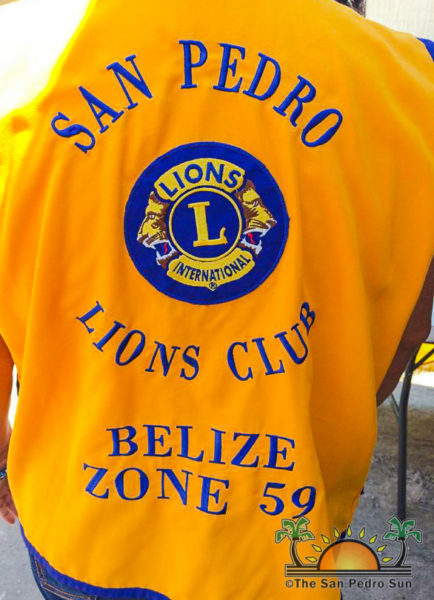 SAN PEDRO
LIONS
L
INTERNATIONAL
®
LIONS CLUB
BELIZE
ZONE 59
©The San Pedro Sun